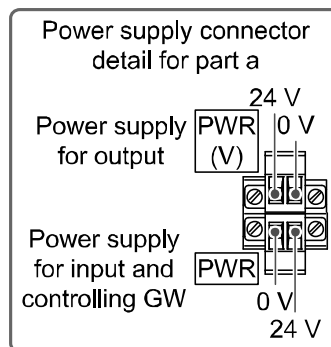 Power supply connector
detail for part a
24 V
Power supply
for output
PWR
(V)
0 V
Power supply
for input and
controlling GW
PWR
0 V
24 V